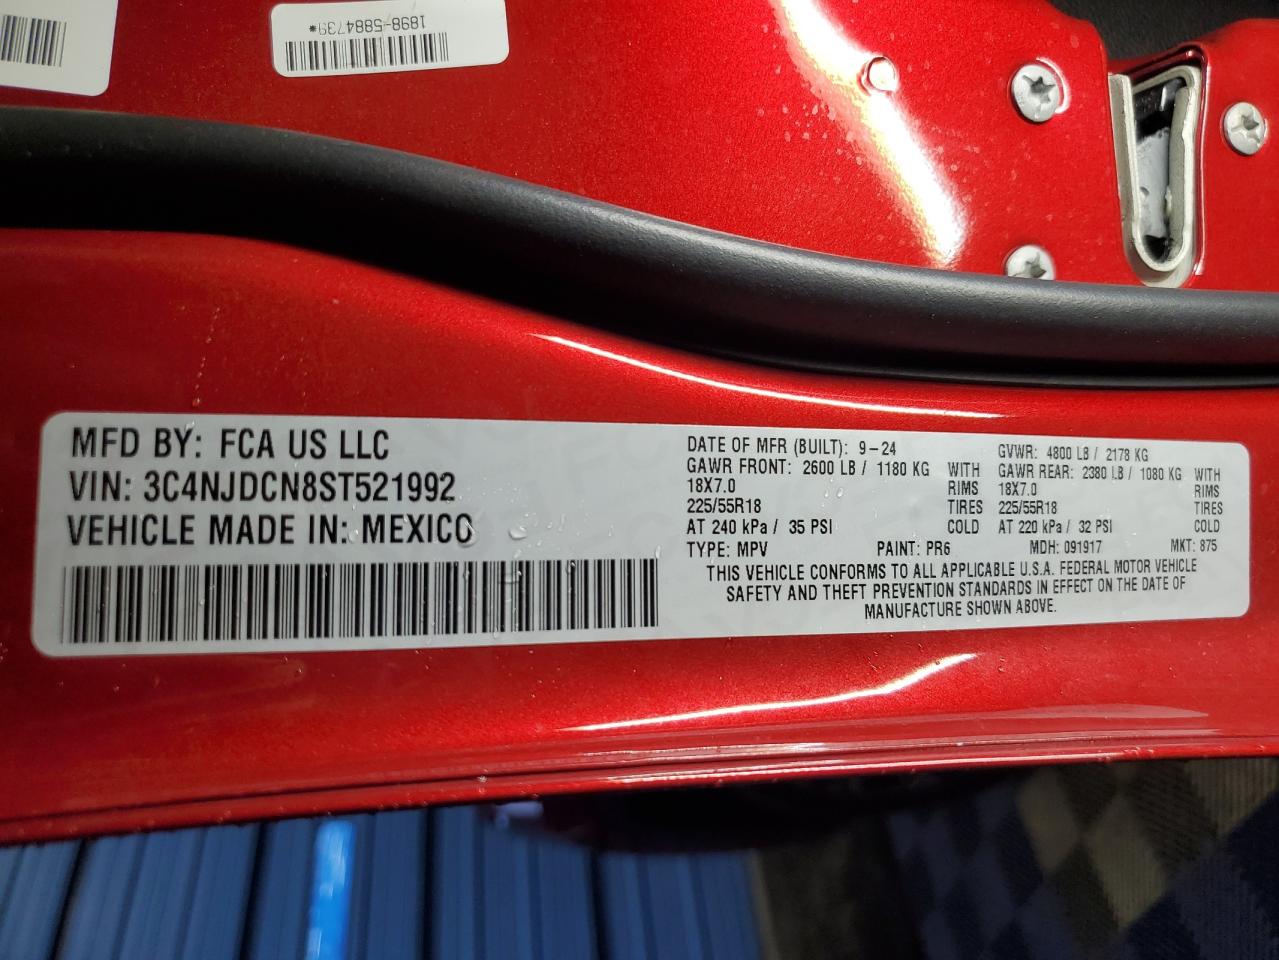 1898-5884739*
MFD BY: FCA US LLC
VIN: 3C4NJDCN8ST521992
VEHICLE MADE IN: MEXICO
DATE OF MFR (BUILT): 9-24
GAWR FRONT: 2600 LB / 1180 KG WITH
18X7.0 RIMS
225/55R18 TIRES
AT 240 kPa / 35 PSI COLD
GVWR: 4800 LB / 2178 KG
GAWR REAR: 2380 LB / 1080 KG WITH
18X7.0 RIMS
225/55R18 TIRES
AT 220 kPa / 32 PSI COLD
TYPE: MPV PAINT: PR6 MDH: 091917 MKT: 875
THIS VEHICLE CONFORMS TO ALL APPLICABLE U.S.A. FEDERAL MOTOR VEHICLE
SAFETY AND THEFT PREVENTION STANDARDS IN EFFECT ON THE DATE OF
MANUFACTURE SHOWN ABOVE.